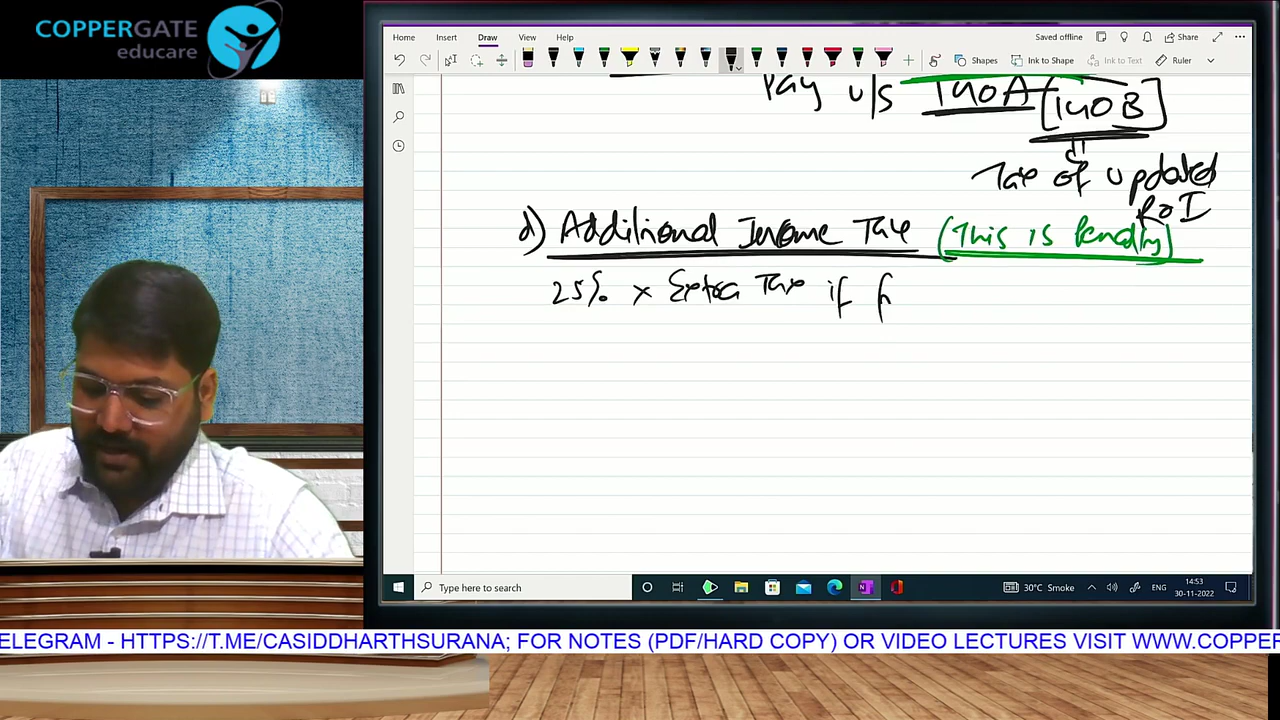 COPPERGATE
educare
Home Insert Draw View Help
Saved offline
Share
Shapes
Ink to Shape
Ink to Text
Ruler
Pay u/s 140A [140B]
Tax of updated
ROI
d) Additional Income Tax (This is Penalty)
25% x Extra Tax if f
Type here to search
30°C Smoke
ENG
14:53
30-11-2022
ELEGRAM - HTTPS://T.ME/CASIDDHARTHSURANA; FOR NOTES (PDF/HARD COPY) OR VIDEO LECTURES VISIT WWW.COPPER